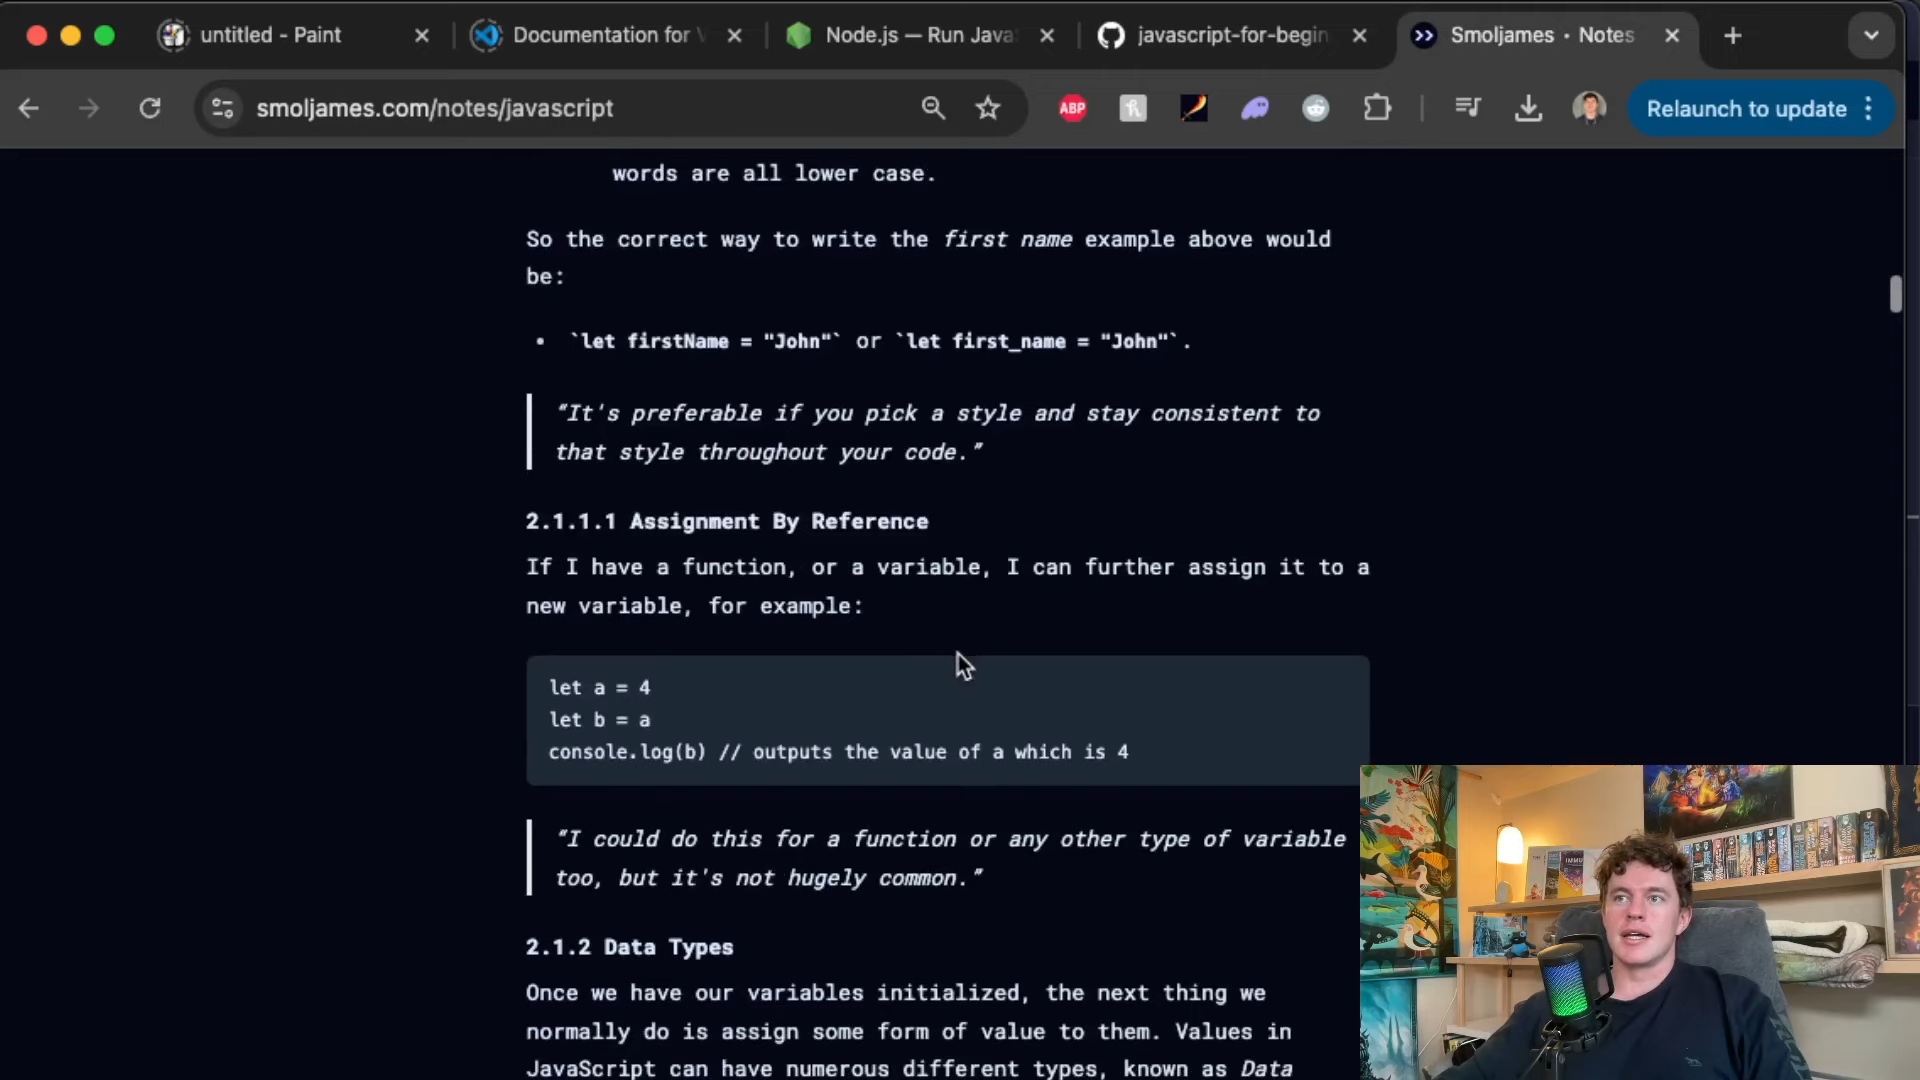 untitled - Paint
Documentation for V
Node.js — Run Java
javascript-for-begin
Smoljames • Notes
smoljames.com/notes/javascript
ABP
Relaunch to update
words are all lower case.
So the correct way to write the first name example above would
be:
• `let firstName = "John"` or `let first_name = "John"`.
“It's preferable if you pick a style and stay consistent to
that style throughout your code.”
2.1.1.1 Assignment By Reference
If I have a function, or a variable, I can further assign it to a
new variable, for example:
let a = 4
let b = a
console.log(b) // outputs the value of a which is 4
“I could do this for a function or any other type of variable
too, but it's not hugely common.”
2.1.2 Data Types
Once we have our variables initialized, the next thing we
normally do is assign some form of value to them. Values in
JavaScript can have numerous different types, known as Data